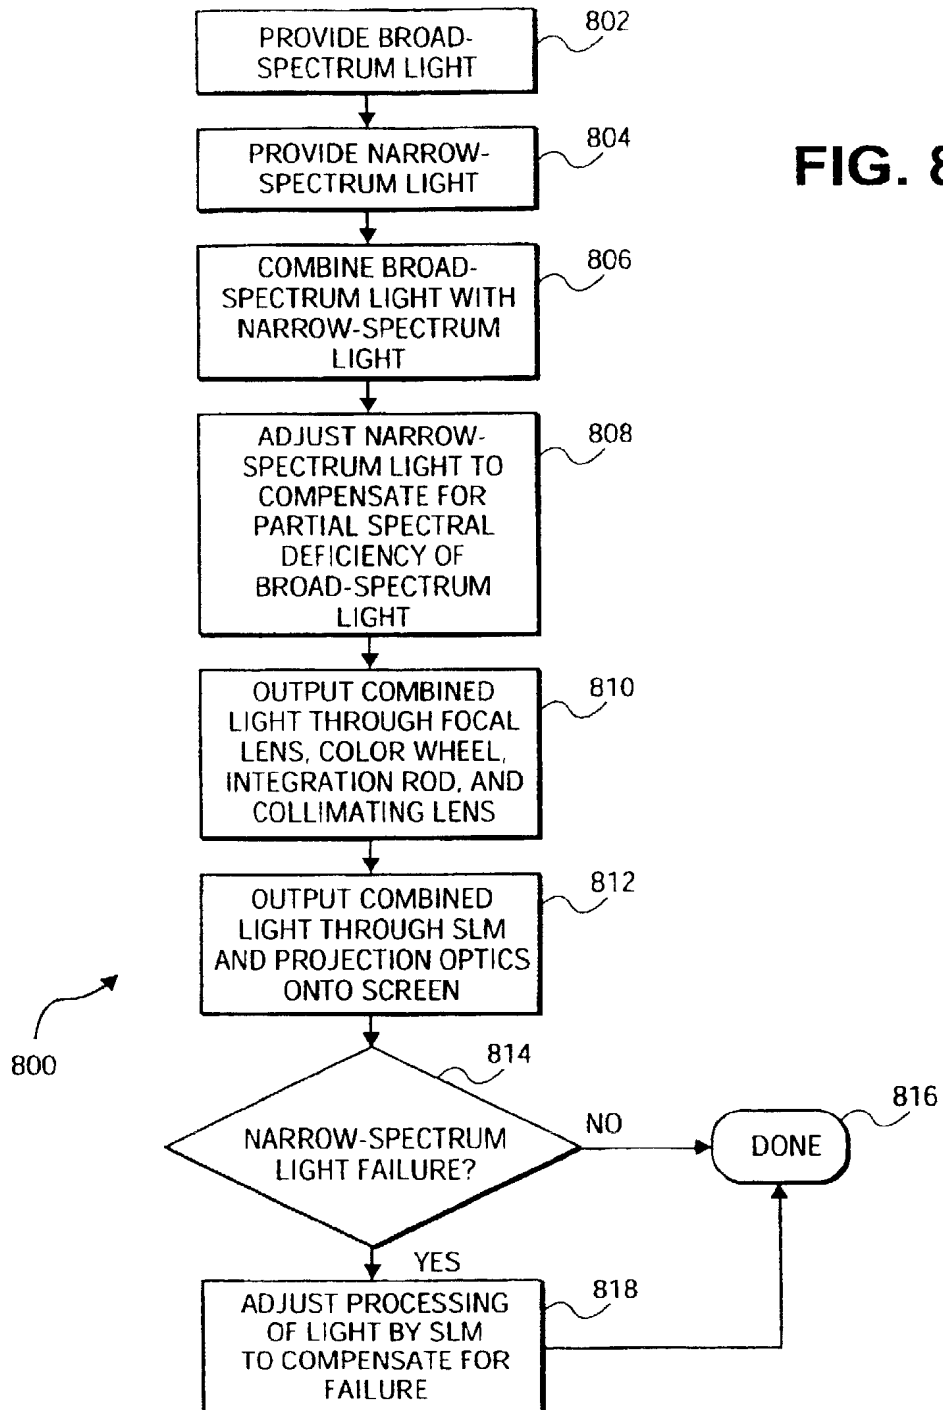 PROVIDE BROAD-
SPECTRUM LIGHT
802
PROVIDE NARROW-
SPECTRUM LIGHT
804
FIG. 8
COMBINE BROAD-
SPECTRUM LIGHT WITH
NARROW-SPECTRUM
LIGHT
806
ADJUST NARROW-
SPECTRUM LIGHT TO
COMPENSATE FOR
PARTIAL SPECTRAL
DEFICIENCY OF
BROAD-SPECTRUM
LIGHT
808
OUTPUT COMBINED
LIGHT THROUGH FOCAL
LENS, COLOR WHEEL,
INTEGRATION ROD, AND
COLLIMATING LENS
810
OUTPUT COMBINED
LIGHT THROUGH SLM
AND PROJECTION OPTICS
ONTO SCREEN
812
800
NARROW-SPECTRUM
LIGHT FAILURE?
814
NO
DONE
816
YES
ADJUST PROCESSING
OF LIGHT BY SLM
TO COMPENSATE FOR
FAILURE
818